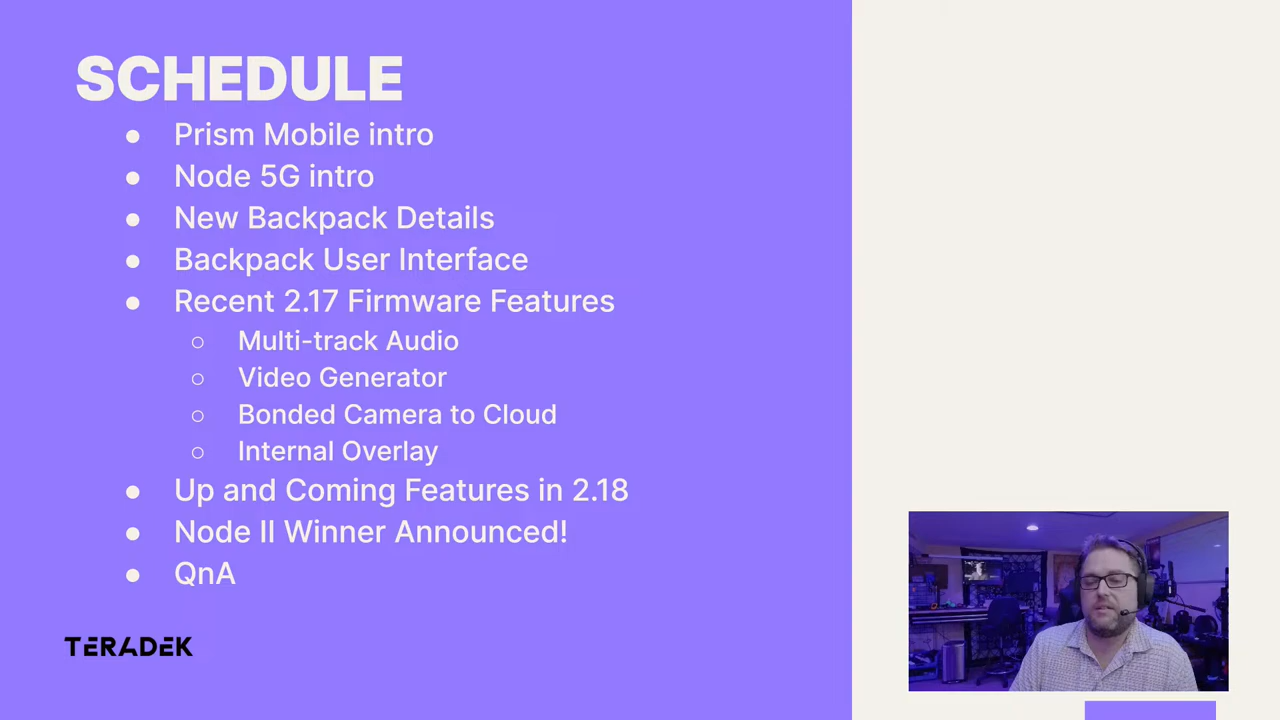 SCHEDULE
● Prism Mobile intro
● Node 5G intro
● New Backpack Details
● Backpack User Interface
● Recent 2.17 Firmware Features
○ Multi-track Audio
○ Video Generator
○ Bonded Camera to Cloud
○ Internal Overlay
● Up and Coming Features in 2.18
● Node II Winner Announced!
● QnA
TERADEK